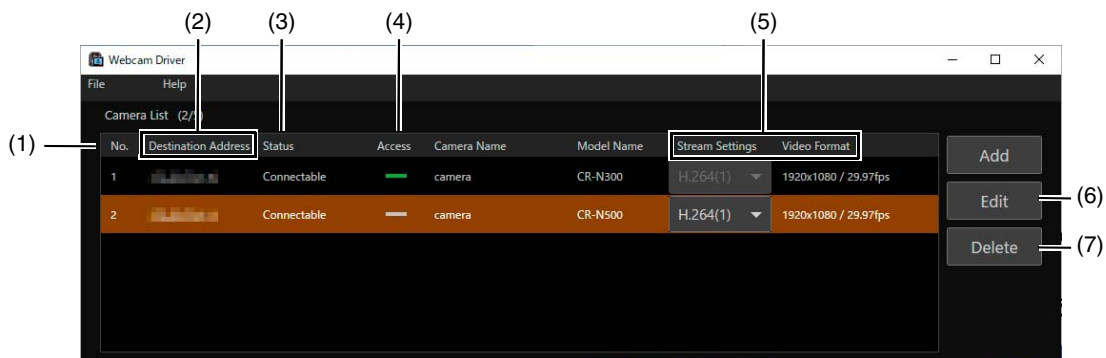 (2) (3) (4) (5)
Webcam Driver
File Help
Camera List (2/5)
(1) No. Destination Address Status Access Camera Name Model Name Stream Settings Video Format Add
1 Connectable camera CR-N300 H.264(1) 1920x1080 / 29.97fps
2 Connectable camera CR-N500 H.264(1) 1920x1080 / 29.97fps Edit (6)
Delete (7)